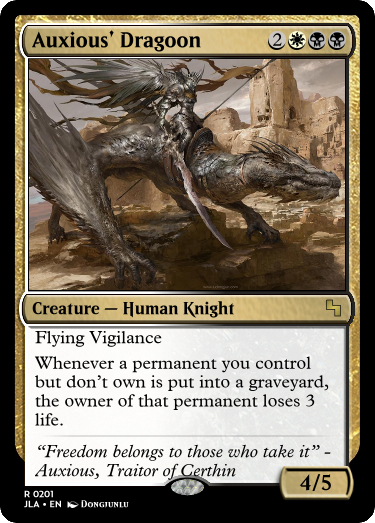 Auxious' Dragoon 2
Creature — Human Knight
Flying Vigilance
Whenever a permanent you control
but don't own is put into a graveyard,
the owner of that permanent loses 3
life.
“Freedom belongs to those who take it” -
Auxious, Traitor of Certhin
4/5
R 0201
JLA • EN Dongjunlu